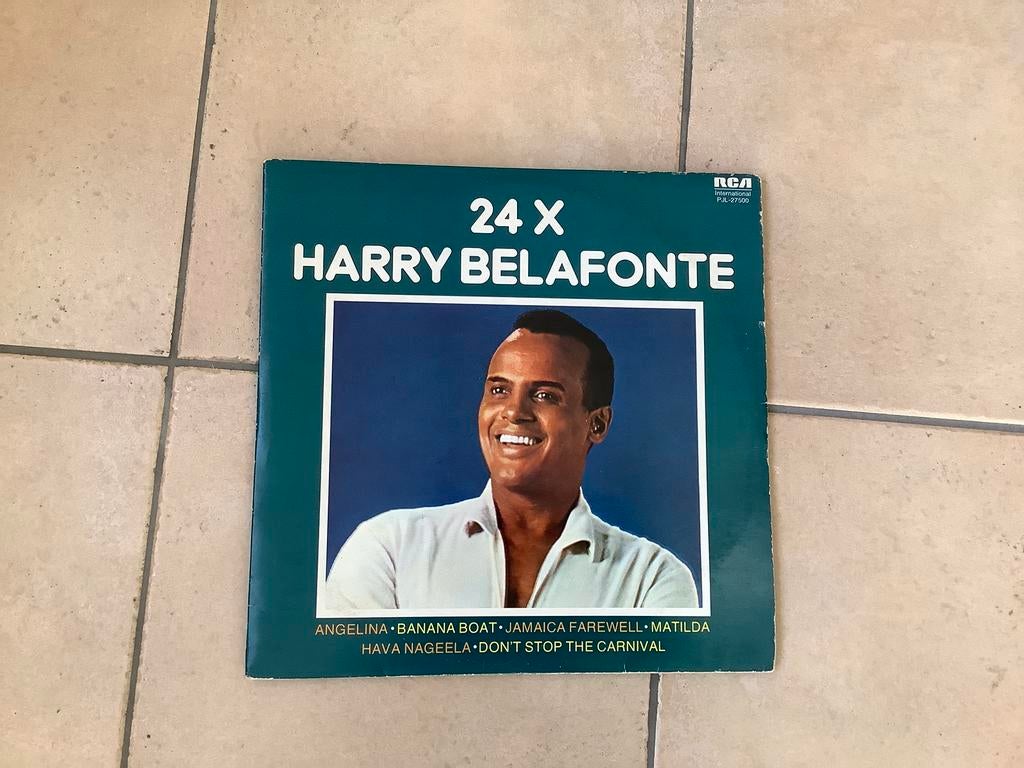 RCA
International
PJL-27500
24 X
HARRY BELAFONTE
ANGELINA•BANANA BOAT•JAMAICA FAREWELL•MATILDA
HAVA NAGEELA•DON'T STOP THE CARNIVAL